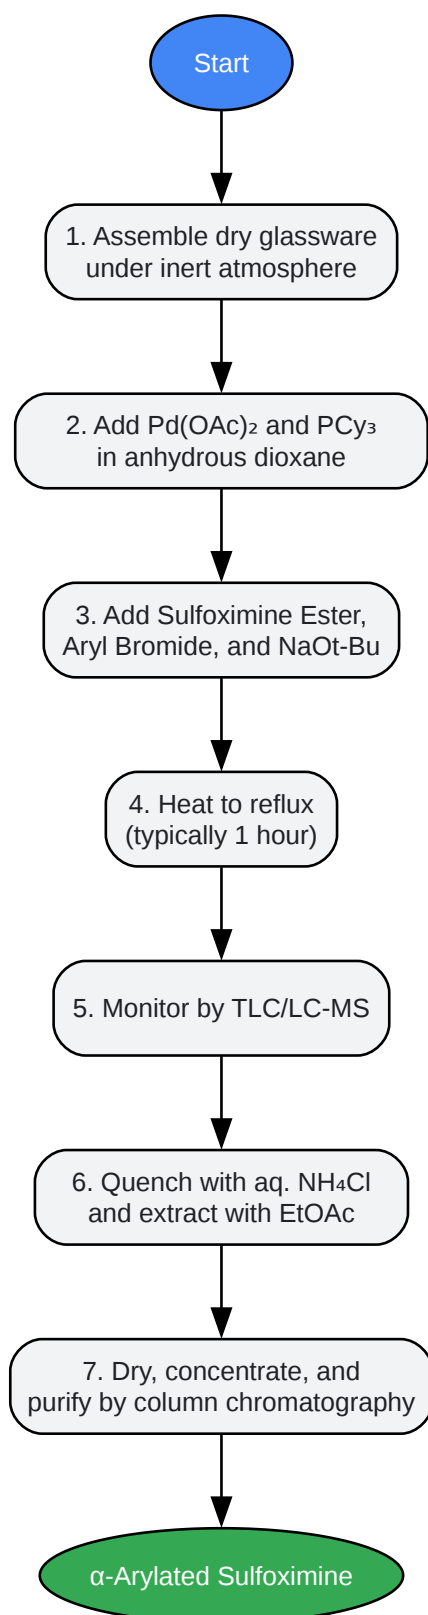 Start
1. Assemble dry glassware
under inert atmosphere
2. Add Pd(OAc)₂ and PCy₃
in anhydrous dioxane
3. Add Sulfoximine Ester,
Aryl Bromide, and NaOt-Bu
4. Heat to reflux
(typically 1 hour)
5. Monitor by TLC/LC-MS
6. Quench with aq. NH₄Cl
and extract with EtOAc
7. Dry, concentrate, and
purify by column chromatography
α-Arylated Sulfoximine